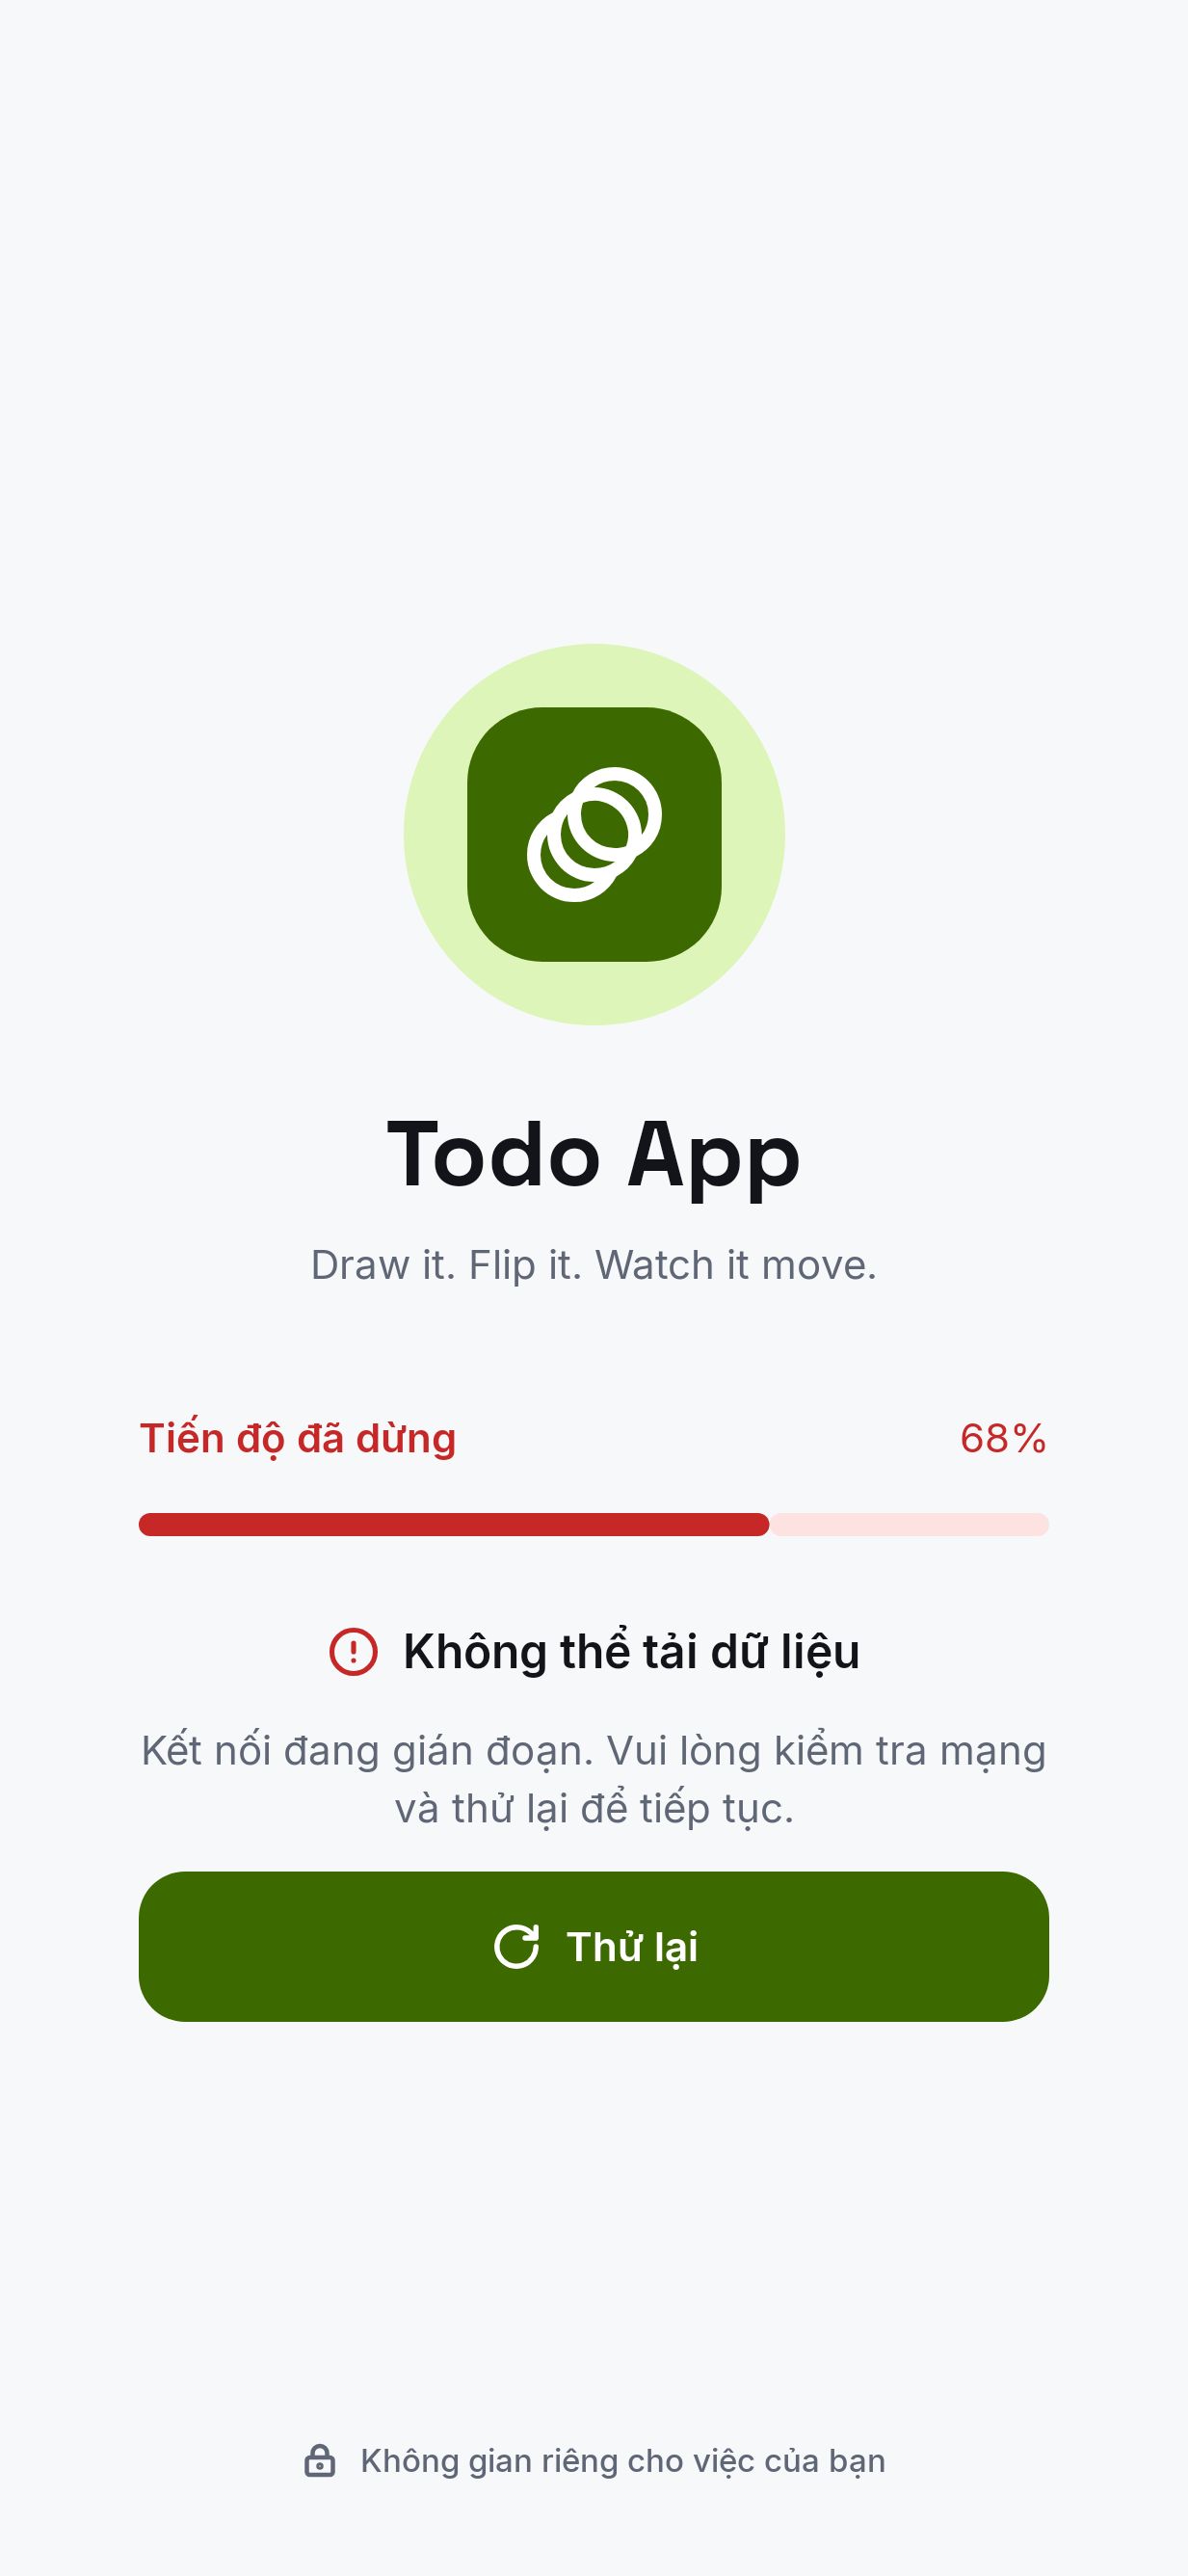 Todo App
Draw it. Flip it. Watch it move.
Tiến độ đã dừng 68%
Không thể tải dữ liệu
Kết nối đang gián đoạn. Vui lòng kiểm tra mạng
và thử lại để tiếp tục.
Thử lại
Không gian riêng cho việc của bạn